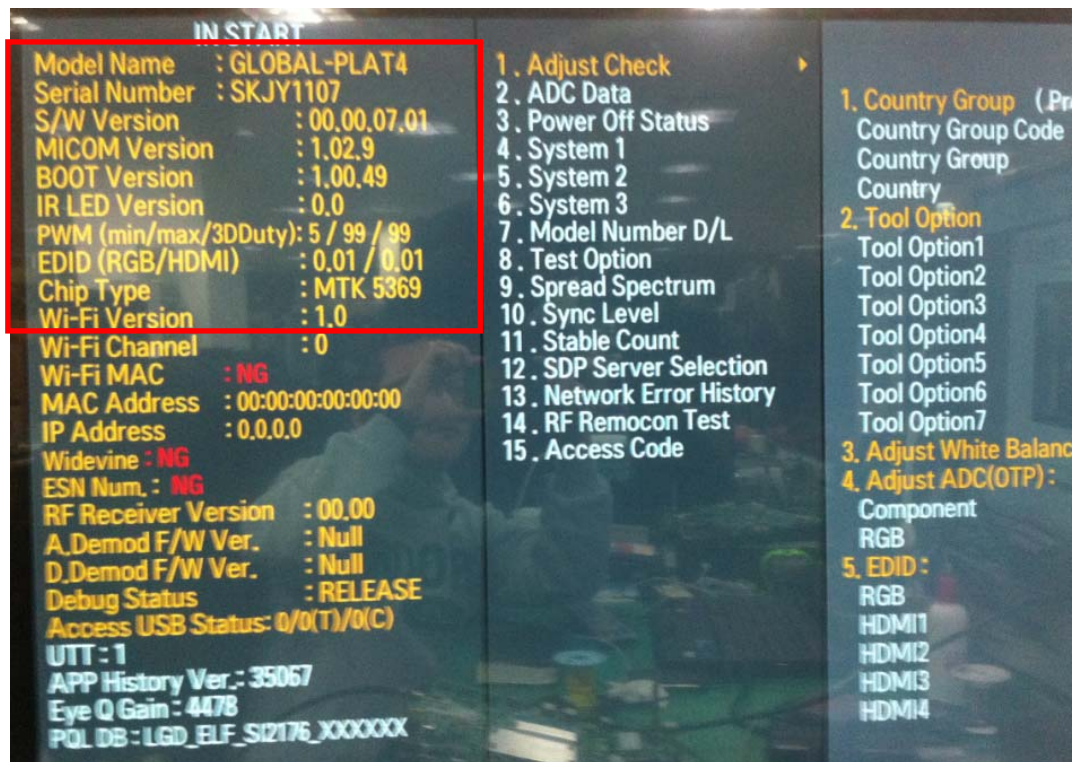 IN START
Model Name : GLOBAL-PLAT4
Serial Number : SKJY1107
S/W Version : 00.00.07.01
MICOM Version : 1.02.9
BOOT Version : 1.00.49
IR LED Version : 0.0
PWM (min/max/3DDuty): 5 / 99 / 99
EDID (RGB/HDMI) : 0.01 / 0.01
Chip Type : MTK 5369
Wi-Fi Version : 1.0
Wi-Fi Channel : 0
Wi-Fi MAC : NG
MAC Address : 00:00:00:00:00:00
IP Address : 0.0.0.0
Widevine : NG
ESN Num. : NG
RF Receiver Version : 00.00
A.Demod F/W Ver. : Null
D.Demod F/W Ver. : Null
Debug Status : RELEASE
Access USB Status: 0/0(T)/0(C)
UTT : 1
APP History Ver.: 35067
Eye Q Gain : 4478
PQL DB : LGD_ELF_SI2176_XXXXXX
1. Adjust Check
2. ADC Data
3. Power Off Status
4. System 1
5. System 2
6. System 3
7. Model Number D/L
8. Test Option
9. Spread Spectrum
10. Sync Level
11. Stable Count
12. SDP Server Selection
13. Network Error History
14. RF Remocon Test
15. Access Code
1. Country Group (.Pr
Country Group Code
Country Group
Country
2. Tool Option
Tool Option1
Tool Option2
Tool Option3
Tool Option4
Tool Option5
Tool Option6
Tool Option7
3. Adjust White Balanc
4. Adjust ADC(OTP) :
Component
RGB
5. EDID :
RGB
HDMI1
HDMI2
HDMI3
HDMI4